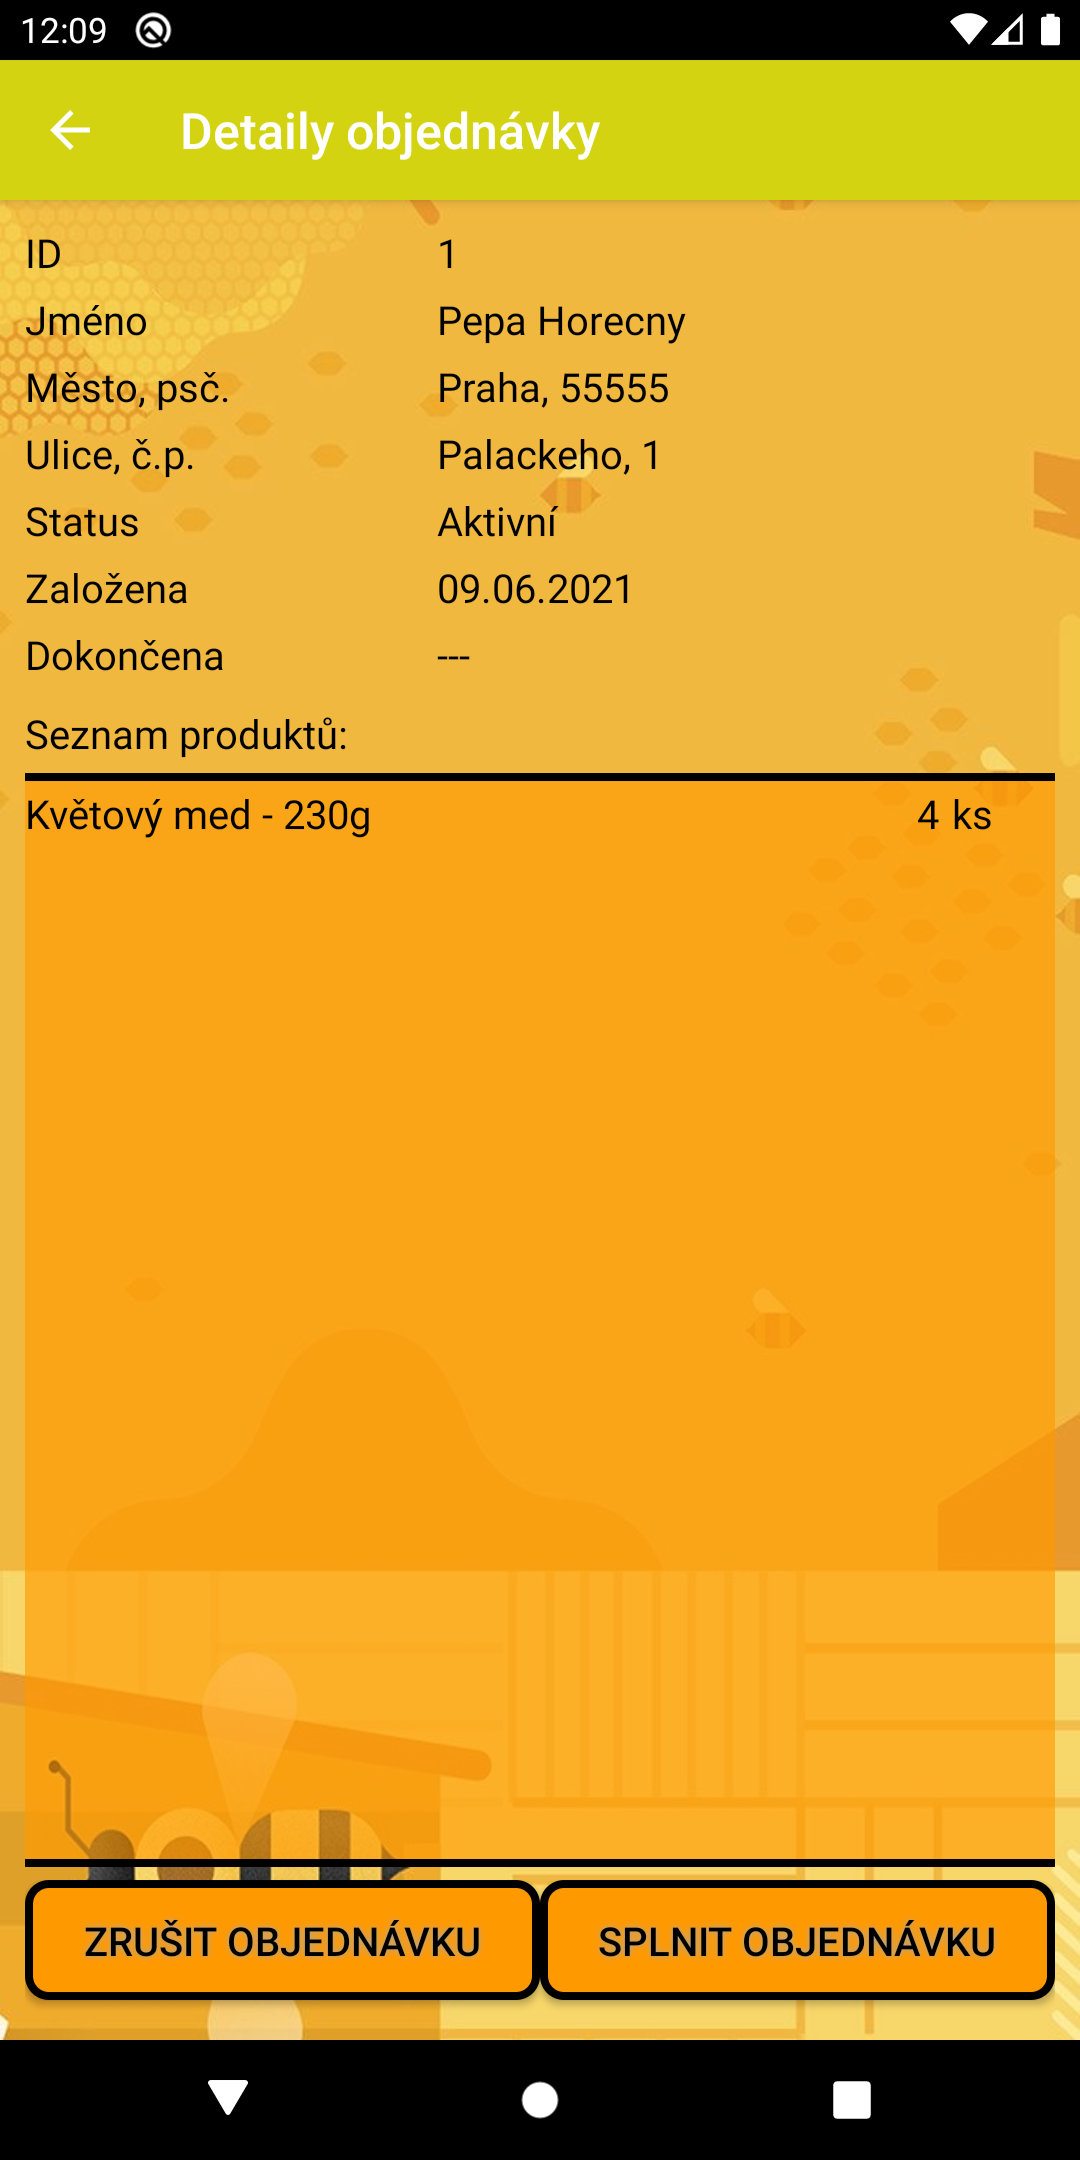 12:09
Detaily objednávky
ID 1
Jméno Pepa Horecny
Město, psč. Praha, 55555
Ulice, č.p. Palackeho, 1
Status Aktivní
Založena 09.06.2021
Dokončena ---
Seznam produktů:
Květový med - 230g 4 ks
ZRUŠIT OBJEDNÁVKU SPLNIT OBJEDNÁVKU